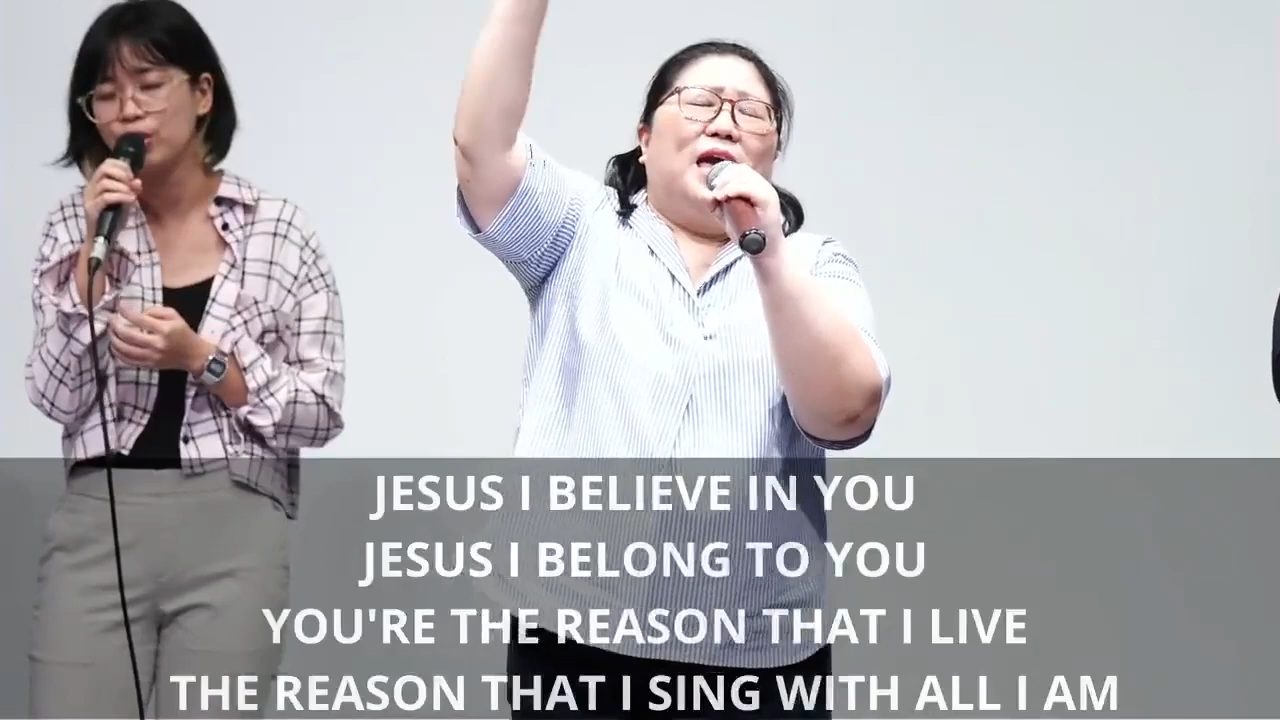 JESUS I BELIEVE IN YOU
JESUS I BELONG TO YOU
YOU'RE THE REASON THAT I LIVE
THE REASON THAT I SING WITH ALL I AM